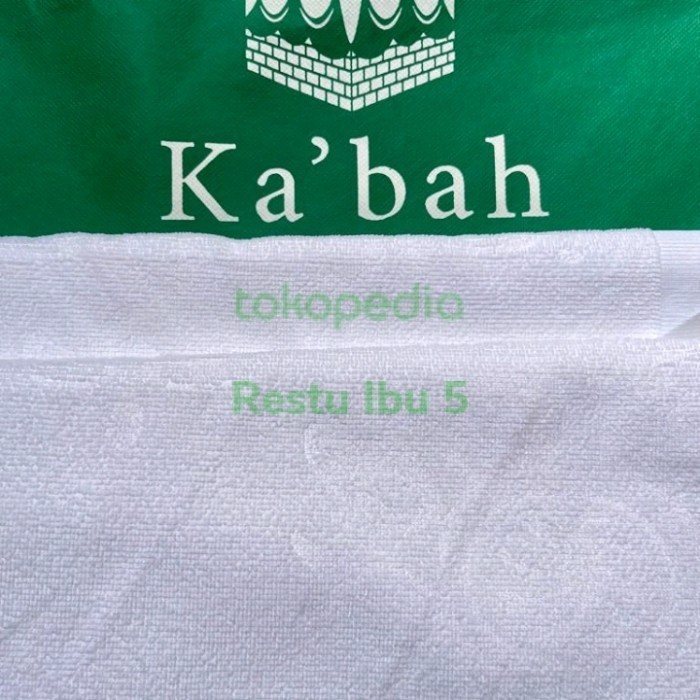 Ka'bah
tokopedia
Restu Ibu 5